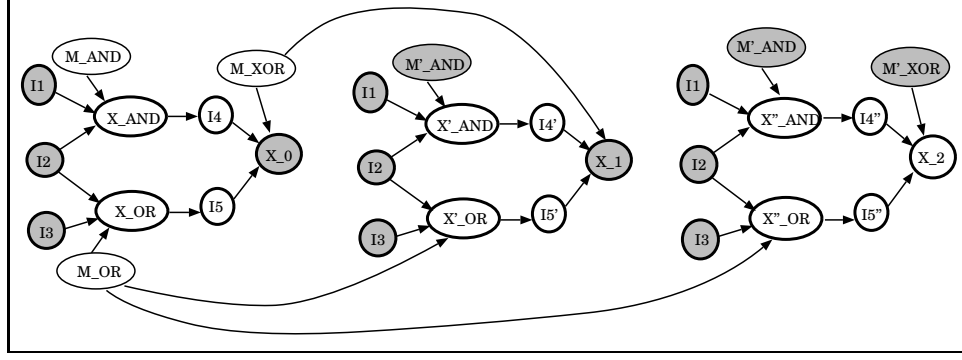 M_AND
I1
M_XOR
X_AND
I4
I2
X_0
X_OR
I5
I3
M_OR
M'_AND
I1
X'_AND
I4'
I2
X_1
X'_OR
I5'
I3
M'_AND
M'_XOR
I1
X"_AND
I4"
I2
X_2
X"_OR
I5"
I3